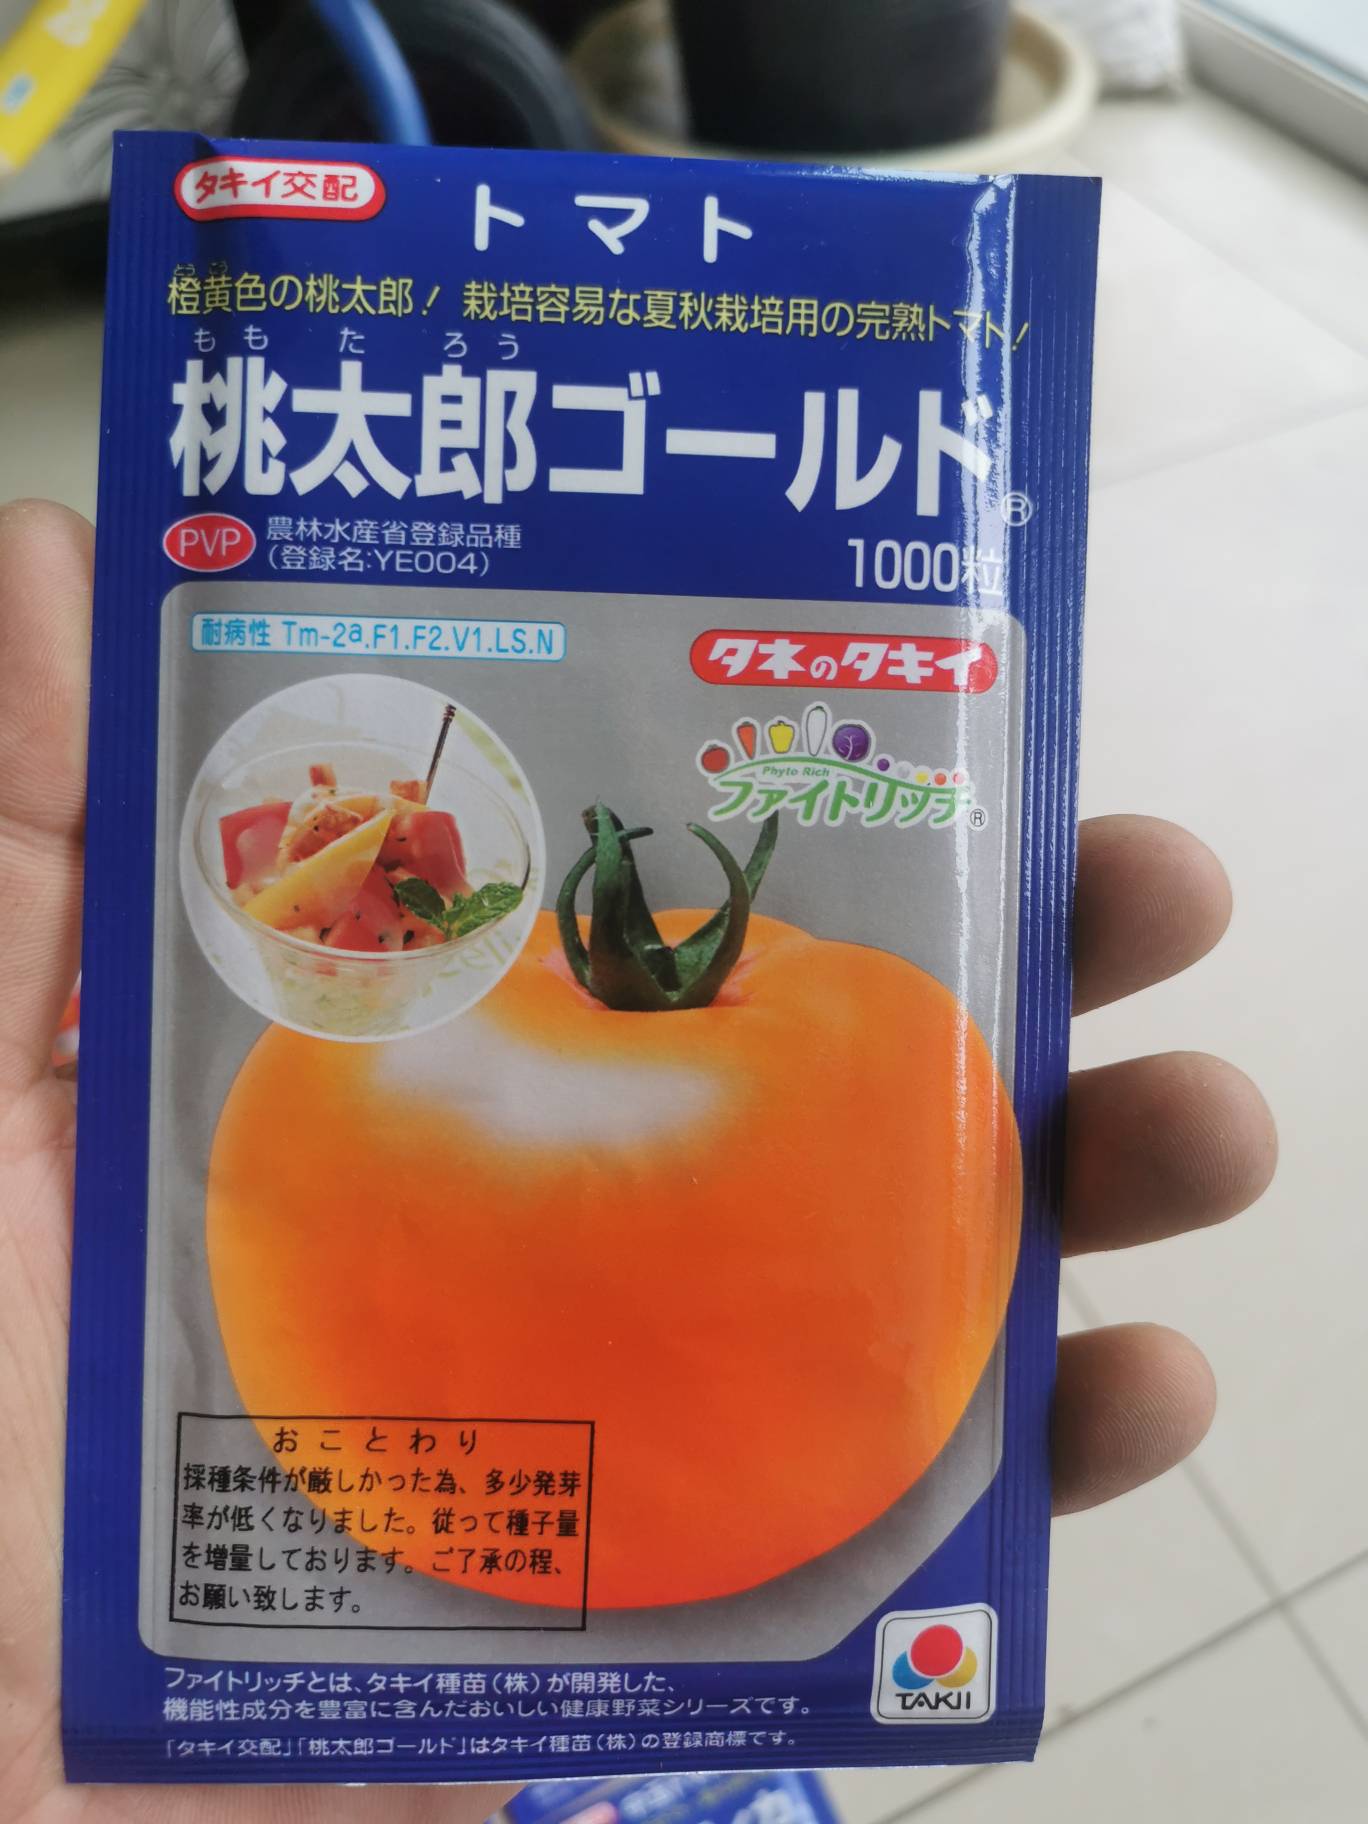 タキイ交配
トマト
とうこう
橙黄色の桃太郎！ 栽培容易な夏秋栽培用の完熟トマト！
ももたろう
桃太郎ゴールド®
PVP 農林水産省登録品種
（登録名：YE004）
1000粒
耐病性 Tm-2a.F1.F2.V1.LS.N
タネのタキイ
Phyto Rich
ファイトリッチ®
おことわり
採種条件が厳しかった為、多少発芽
率が低くなりました。従って種子量
を増量しております。ご了承の程、
お願い致します。
ファイトリッチとは、タキイ種苗（株）が開発した、
機能性成分を豊富に含んだおいしい健康野菜シリーズです。
「タキイ交配」「桃太郎ゴールド」はタキイ種苗（株）の登録商標です。
TAKII